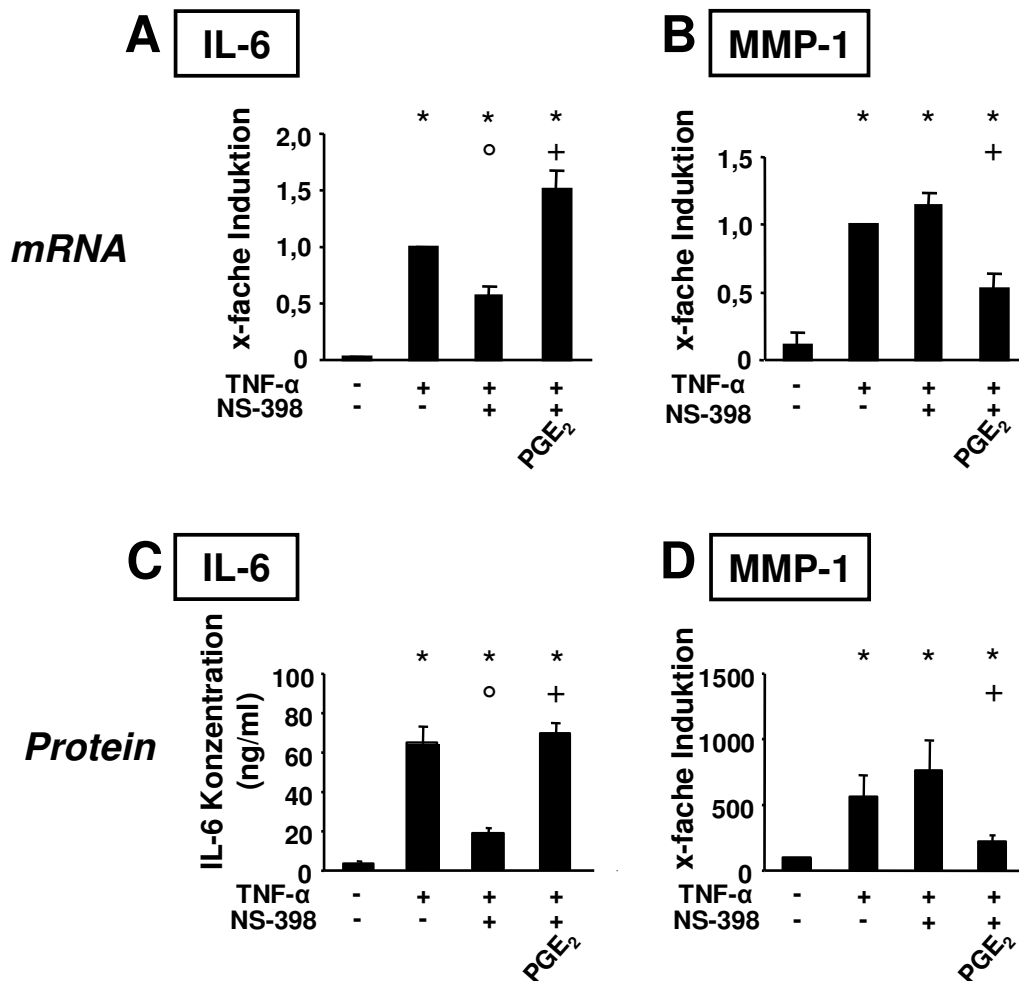 A IL-6
mRNA
x-fache Induktion
* * *
○ +
2,0
1,5
1,0
0,5
0
TNF-α - + + +
NS-398 - - + +
PGE₂
B MMP-1
x-fache Induktion
* * *
+
1,5
1,0
0,5
0
TNF-α - + + +
NS-398 - - + +
PGE₂
C IL-6
Protein
IL-6 Konzentration
(ng/ml)
* * *
○ +
100
80
60
40
20
0
TNF-α - + + +
NS-398 - - + +
PGE₂
D MMP-1
x-fache Induktion
* * *
+
1500
1000
500
0
TNF-α - + + +
NS-398 - - + +
PGE₂